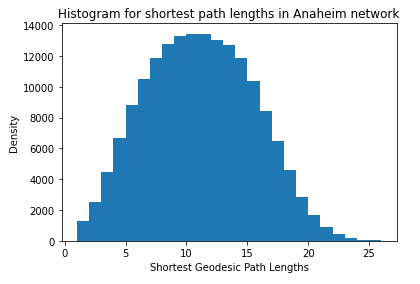 Histogram for shortest path lengths in Anaheim network
14000
12000
10000
8000
6000
4000
2000
0
Density
0 5 10 15 20 25
Shortest Geodesic Path Lengths